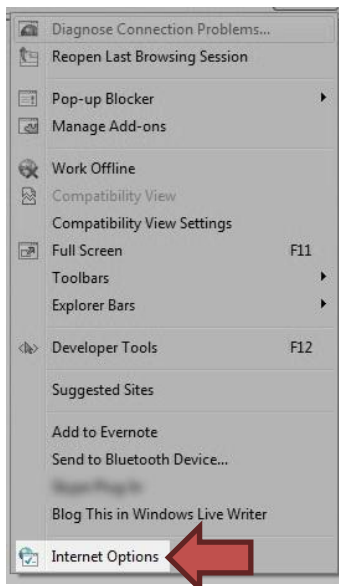 Diagnose Connection Problems...
Reopen Last Browsing Session
Pop-up Blocker
Manage Add-ons
Work Offline
Compatibility View
Compatibility View Settings
Full Screen F11
Toolbars
Explorer Bars
Developer Tools F12
Suggested Sites
Add to Evernote
Send to Bluetooth Device...
Blog This in Windows Live Writer
Internet Options